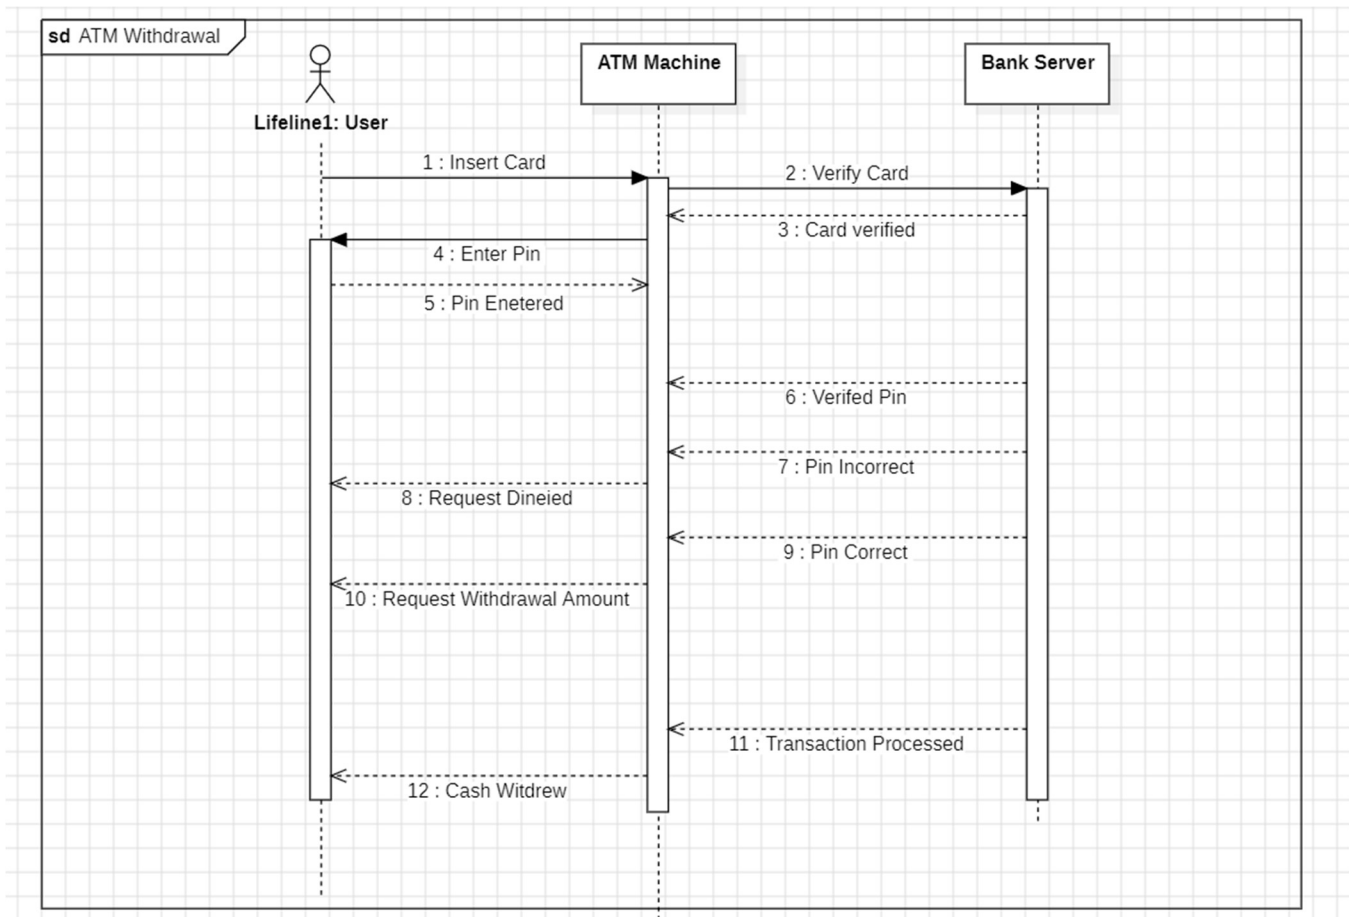 sd ATM Withdrawal
ATM Machine
Bank Server
Lifeline1: User
1 : Insert Card
2 : Verify Card
3 : Card verified
4 : Enter Pin
5 : Pin Enetered
6 : Verifed Pin
7 : Pin Incorrect
8 : Request Dineied
9 : Pin Correct
10 : Request Withdrawal Amount
11 : Transaction Processed
12 : Cash Witdrew